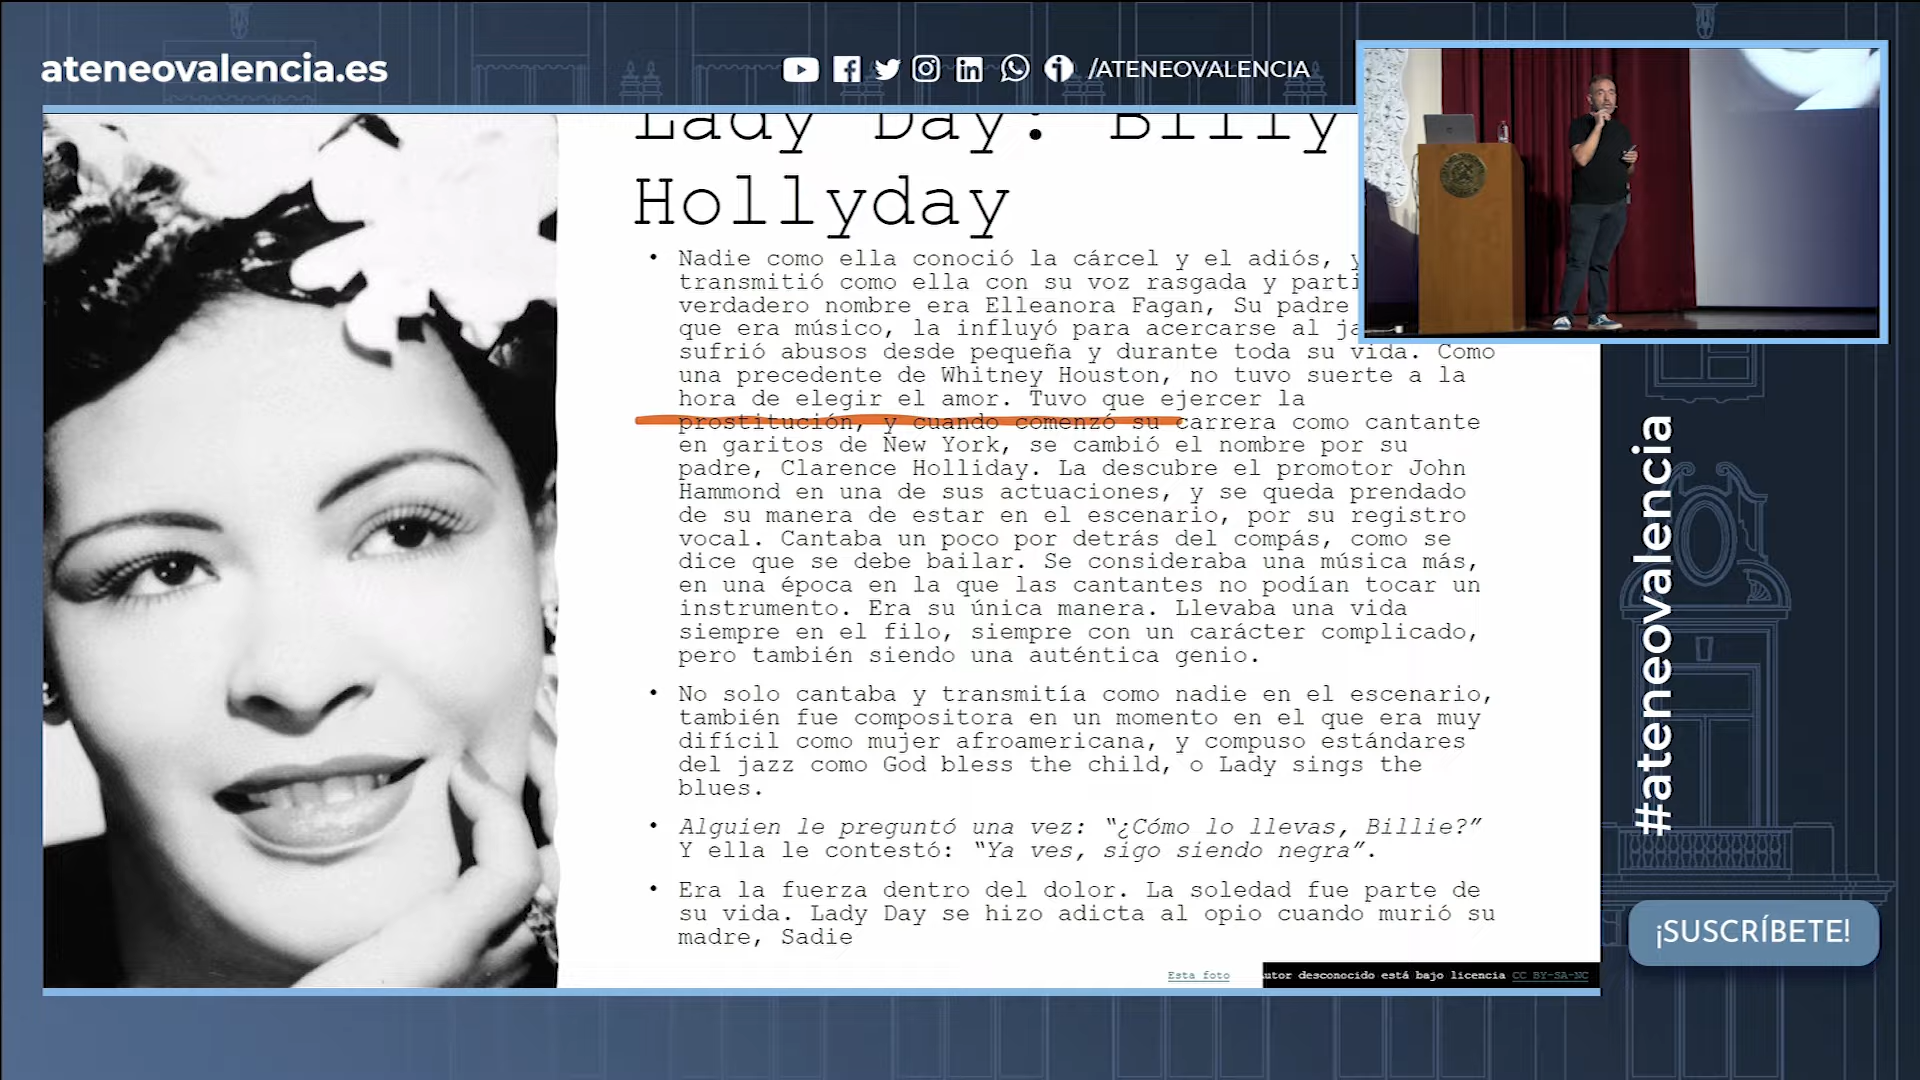 ateneovalencia.es
/ATENEOVALENCIA
Lady Day: Billy
Hollyday
• Nadie como ella conoció la cárcel y el adiós, y
transmitió como ella con su voz rasgada y parti
verdadero nombre era Elleanora Fagan, Su padre
que era músico, la influyó para acercarse al ja
sufrió abusos desde pequeña y durante toda su vida. Como
una precedente de Whitney Houston, no tuvo suerte a la
hora de elegir el amor. Tuvo que ejercer la
prostitución, y cuando comenzó su carrera como cantante
en garitos de New York, se cambió el nombre por su
padre, Clarence Holliday. La descubre el promotor John
Hammond en una de sus actuaciones, y se queda prendado
de su manera de estar en el escenario, por su registro
vocal. Cantaba un poco por detrás del compás, como se
dice que se debe bailar. Se consideraba una música más,
en una época en la que las cantantes no podían tocar un
instrumento. Era su única manera. Llevaba una vida
siempre en el filo, siempre con un carácter complicado,
pero también siendo una auténtica genio.
• No solo cantaba y transmitía como nadie en el escenario,
también fue compositora en un momento en el que era muy
difícil como mujer afroamericana, y compuso estándares
del jazz como God bless the child, o Lady sings the
blues.
• Alguien le preguntó una vez: “¿Cómo lo llevas, Billie?”
Y ella le contestó: “Ya ves, sigo siendo negra”.
• Era la fuerza dentro del dolor. La soledad fue parte de
su vida. Lady Day se hizo adicta al opio cuando murió su
madre, Sadie
Esta foto
utor desconocido está bajo licencia CC BY-SA-NC
#ateneovalencia
¡SUSCRÍBETE!